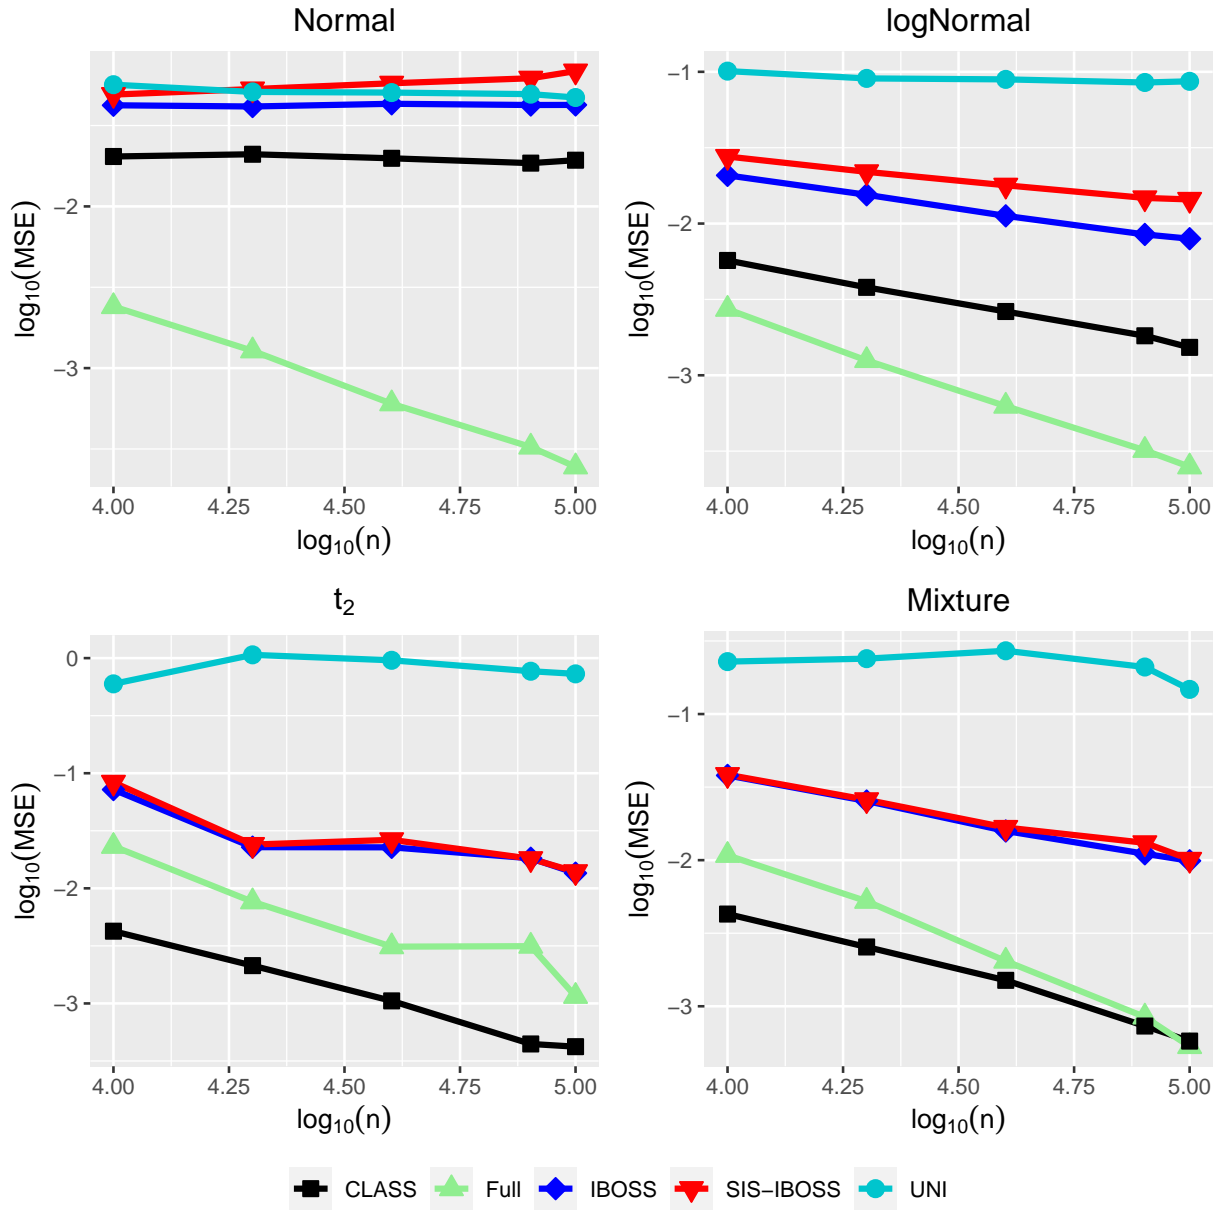 Normal
log₁₀(MSE)
−2
−3
4.00 4.25 4.50 4.75 5.00
log₁₀(n)
logNormal
log₁₀(MSE)
−1
−2
−3
4.00 4.25 4.50 4.75 5.00
log₁₀(n)
t₂
log₁₀(MSE)
0
−1
−2
−3
4.00 4.25 4.50 4.75 5.00
log₁₀(n)
Mixture
log₁₀(MSE)
−1
−2
−3
4.00 4.25 4.50 4.75 5.00
log₁₀(n)
CLASS Full IBOSS SIS−IBOSS UNI